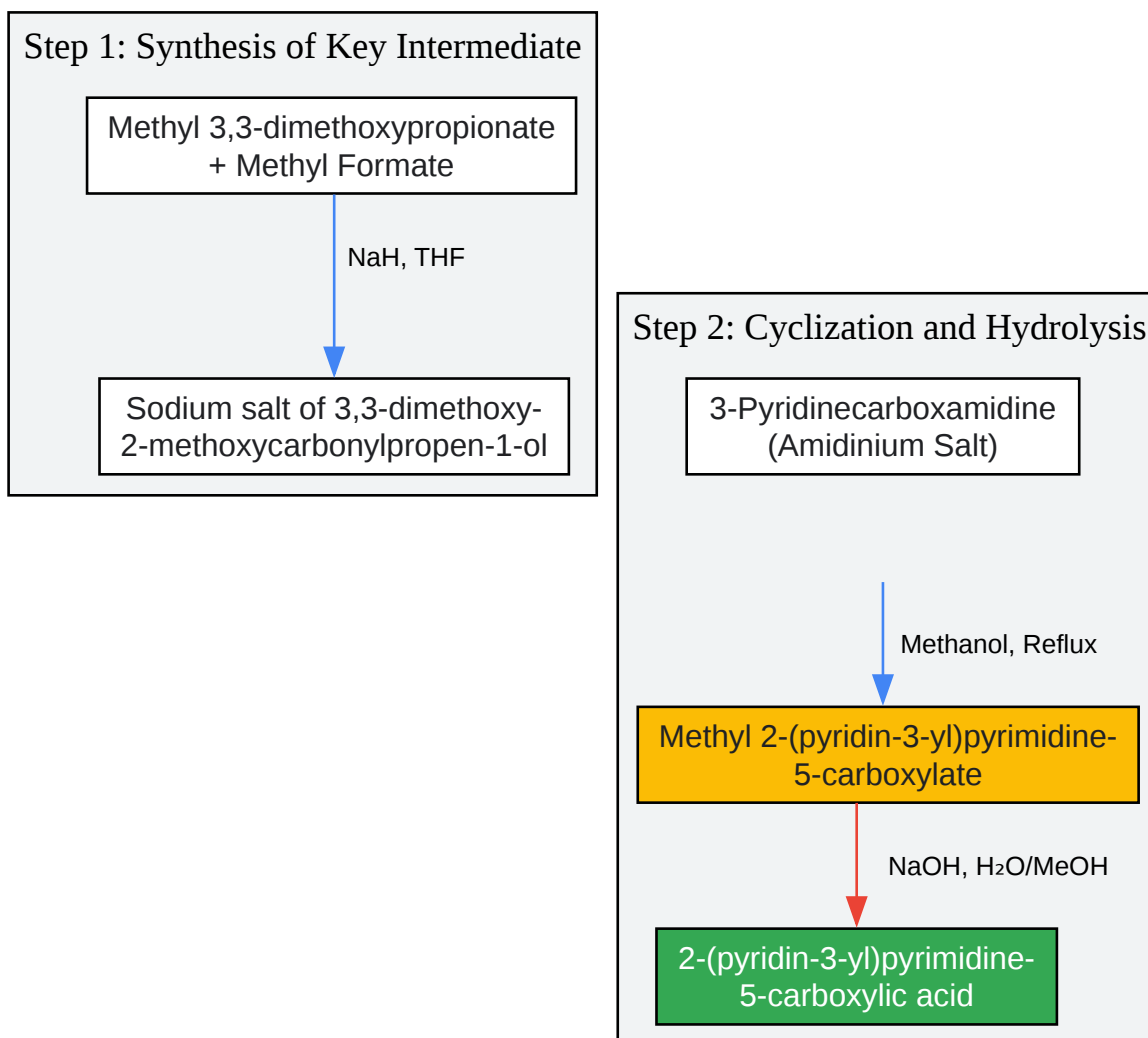 Step 1: Synthesis of Key Intermediate
Methyl 3,3-dimethoxypropionate
+ Methyl Formate
NaH, THF
Sodium salt of 3,3-dimethoxy-
2-methoxycarbonylpropen-1-ol
Step 2: Cyclization and Hydrolysis
3-Pyridinecarboxamidine
(Amidinium Salt)
Methanol, Reflux
Methyl 2-(pyridin-3-yl)pyrimidine-
5-carboxylate
NaOH, H₂O/MeOH
2-(pyridin-3-yl)pyrimidine-
5-carboxylic acid